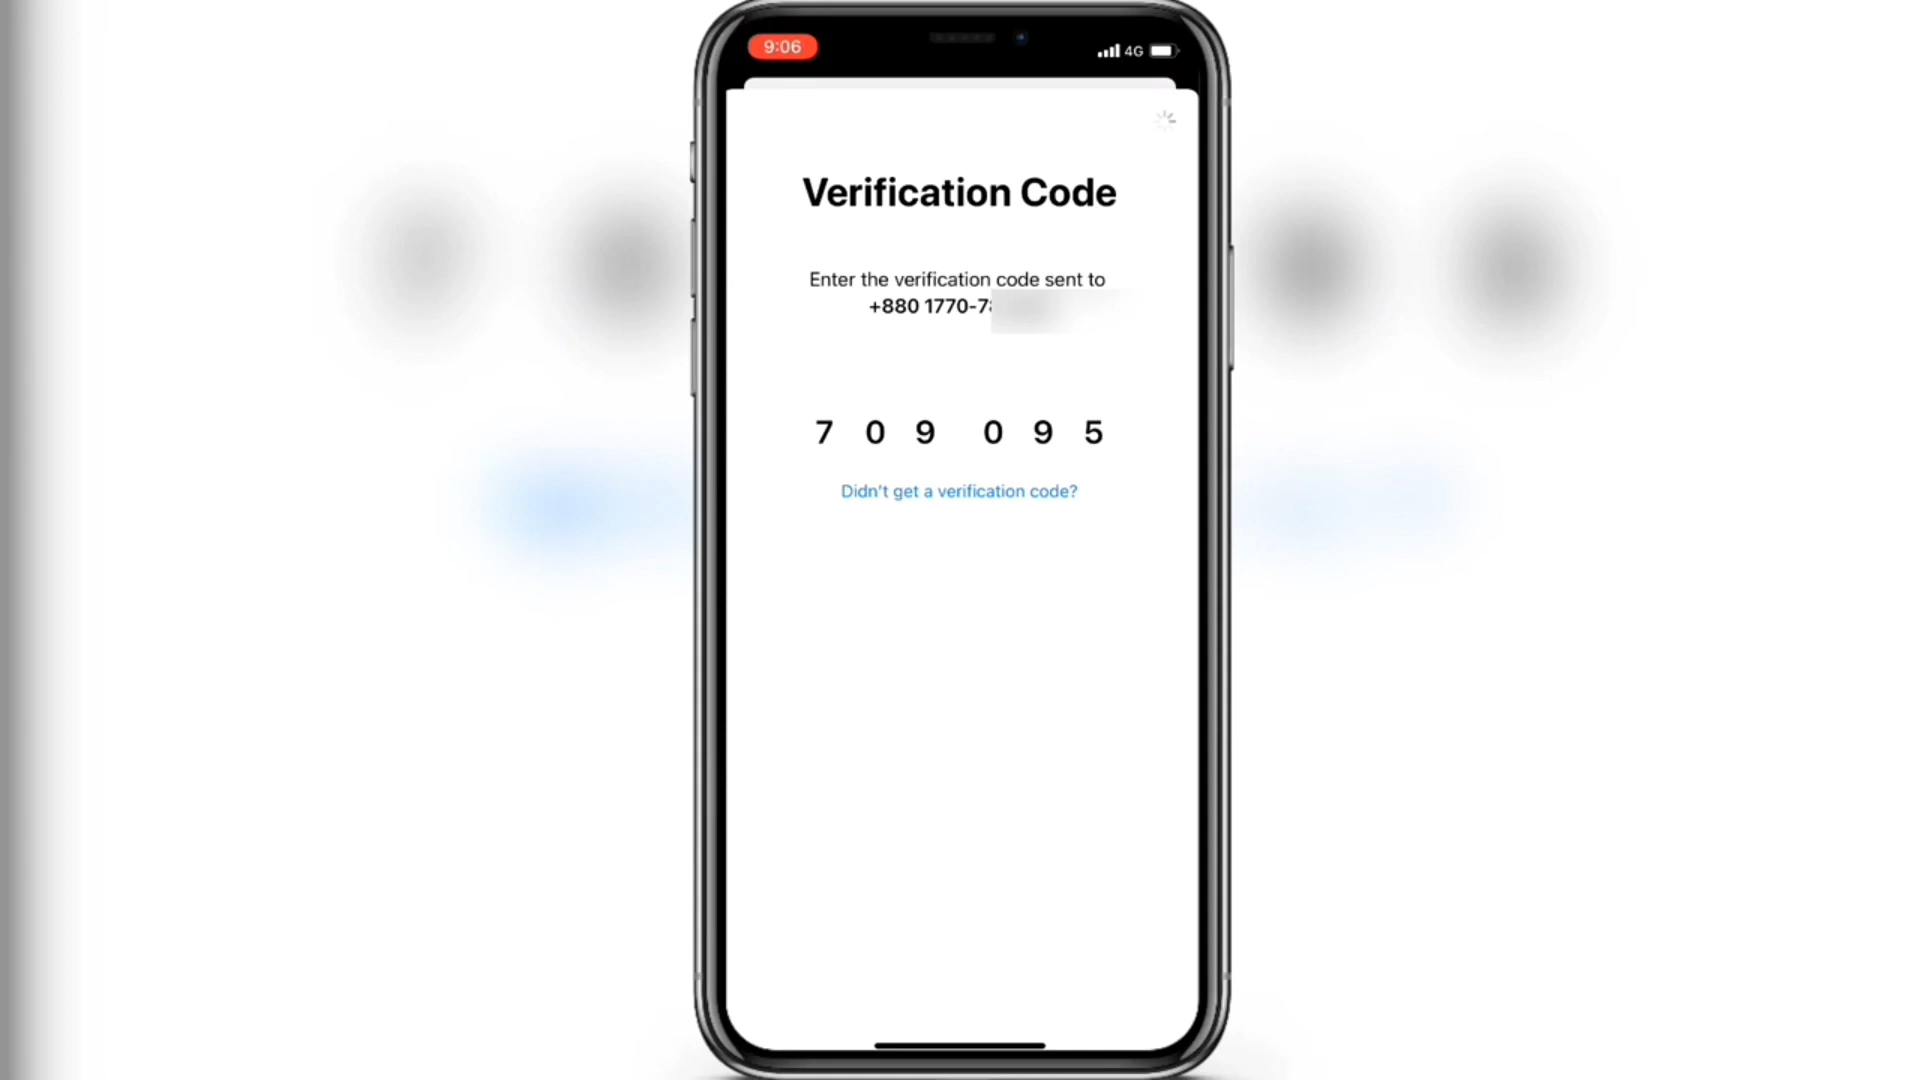 9:06
4G
Verification Code
Enter the verification code sent to
+880 1770-7
7 0 9 0 9 5
Didn't get a verification code?